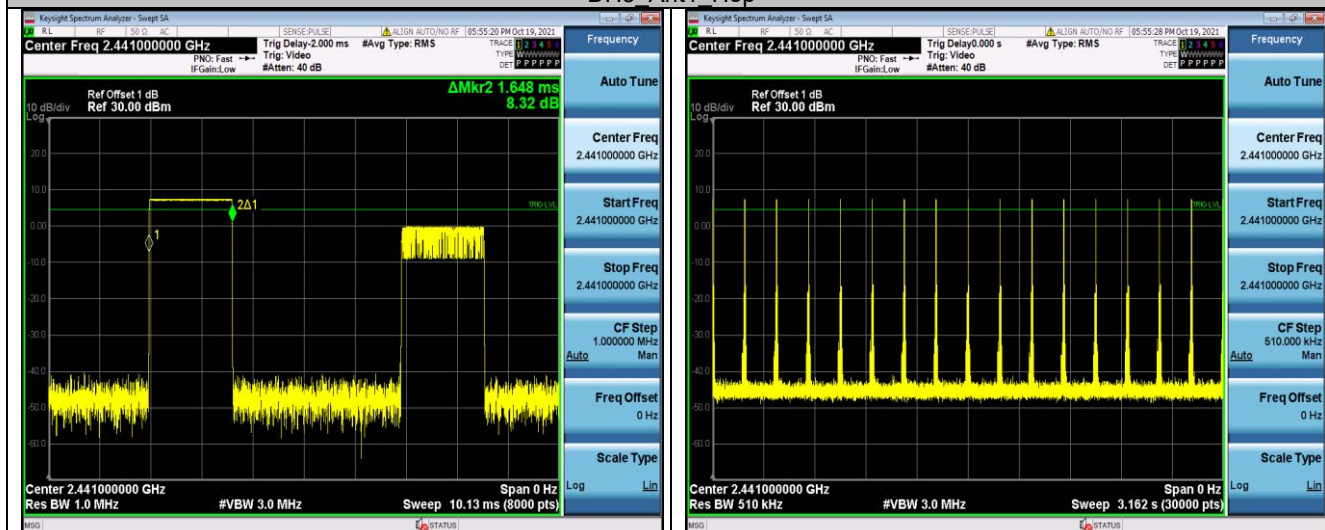 DH5_Ant1_Hop
Keysight Spectrum Analyzer - Swept SA
RL RF 50 Ω AC SENSE:PULSE ALIGN AUTO/NO RF 05:55:20 PM Oct 19, 2021
Center Freq 2.441000000 GHz
PNO: Fast
IFGain:Low
Trig Delay-2.000 ms
Trig: Video
#Atten: 40 dB
#Avg Type: RMS
TRACE 1 2 3 4 5 6
TYPE WWWWWW
DET P P P P P P
Ref Offset 1 dB
10 dB/div Ref 30.00 dBm
Log
ΔMkr2 1.648 ms
8.32 dB
20.0
10.0
0.00
-10.0
-20.0
-30.0
-40.0
-50.0
-60.0
1
2Δ1
TRIG LVL
Center 2.441000000 GHz
Span 0 Hz
Res BW 1.0 MHz
#VBW 3.0 MHz
Sweep 10.13 ms (8000 pts)
MSG
STATUS
Frequency
Auto Tune
Center Freq
2.441000000 GHz
Start Freq
2.441000000 GHz
Stop Freq
2.441000000 GHz
CF Step
1.000000 MHz
Auto Man
Freq Offset
0 Hz
Scale Type
Log Lin
Keysight Spectrum Analyzer - Swept SA
RL RF 50 Ω AC SENSE:PULSE ALIGN AUTO/NO RF 05:55:28 PM Oct 19, 2021
Center Freq 2.441000000 GHz
PNO: Fast
IFGain:Low
Trig Delay0.000 s
Trig: Video
#Atten: 40 dB
#Avg Type: RMS
TRACE 1 2 3 4 5 6
TYPE WWWWWW
DET P P P P P P
Ref Offset 1 dB
10 dB/div Ref 30.00 dBm
Log
20.0
10.0
0.00
-10.0
-20.0
-30.0
-40.0
-50.0
-60.0
TRIG LVL
Center 2.441000000 GHz
Span 0 Hz
Res BW 510 kHz
#VBW 3.0 MHz
Sweep 3.162 s (30000 pts)
MSG
STATUS
Frequency
Auto Tune
Center Freq
2.441000000 GHz
Start Freq
2.441000000 GHz
Stop Freq
2.441000000 GHz
CF Step
510.000 kHz
Auto Man
Freq Offset
0 Hz
Scale Type
Log Lin